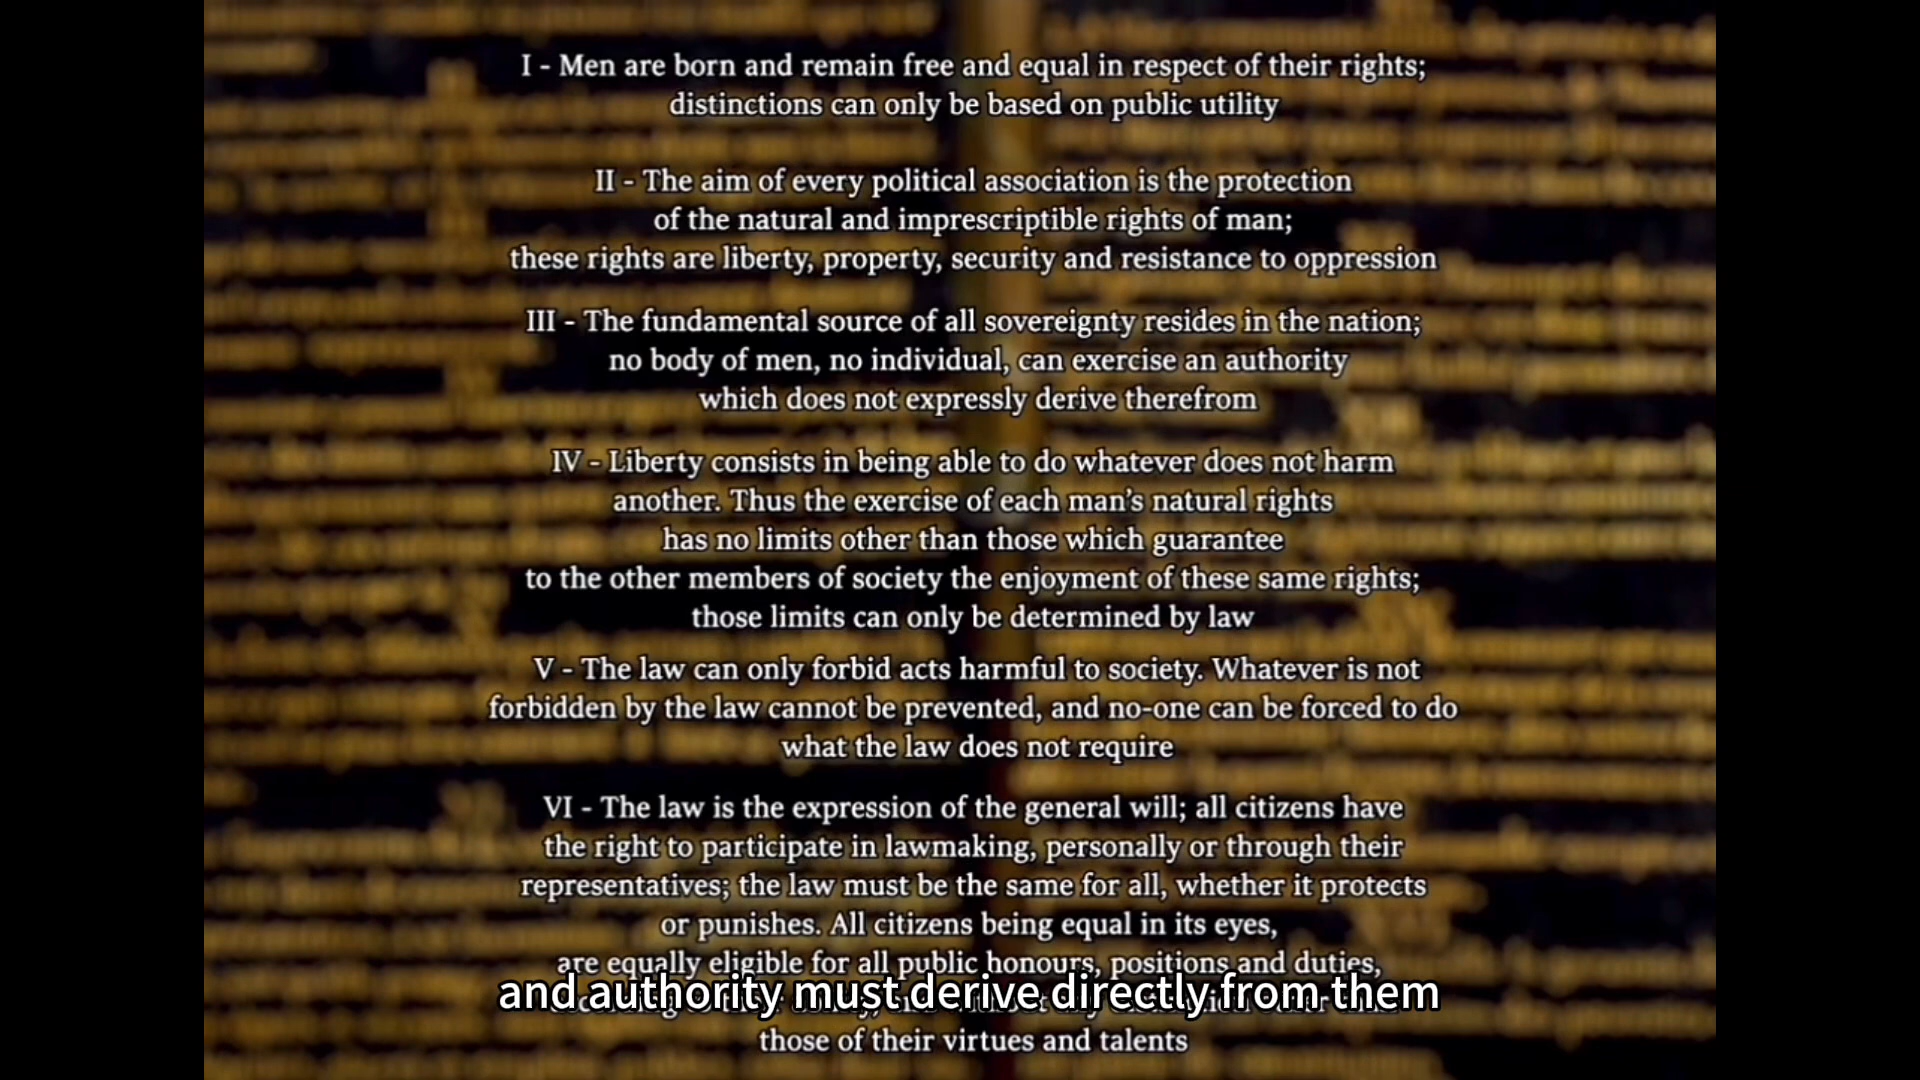 I - Men are born and remain free and equal in respect of their rights;
distinctions can only be based on public utility
II - The aim of every political association is the protection
of the natural and imprescriptible rights of man;
these rights are liberty, property, security and resistance to oppression
III - The fundamental source of all sovereignty resides in the nation;
no body of men, no individual, can exercise an authority
which does not expressly derive therefrom
IV - Liberty consists in being able to do whatever does not harm
another. Thus the exercise of each man’s natural rights
has no limits other than those which guarantee
to the other members of society the enjoyment of these same rights;
those limits can only be determined by law
V - The law can only forbid acts harmful to society. Whatever is not
forbidden by the law cannot be prevented, and no-one can be forced to do
what the law does not require
VI - The law is the expression of the general will; all citizens have
the right to participate in lawmaking, personally or through their
representatives; the law must be the same for all, whether it protects
or punishes. All citizens being equal in its eyes,
are equally eligible for all public honours, positions and duties,
and authority must derive directly from them
those of their virtues and talents